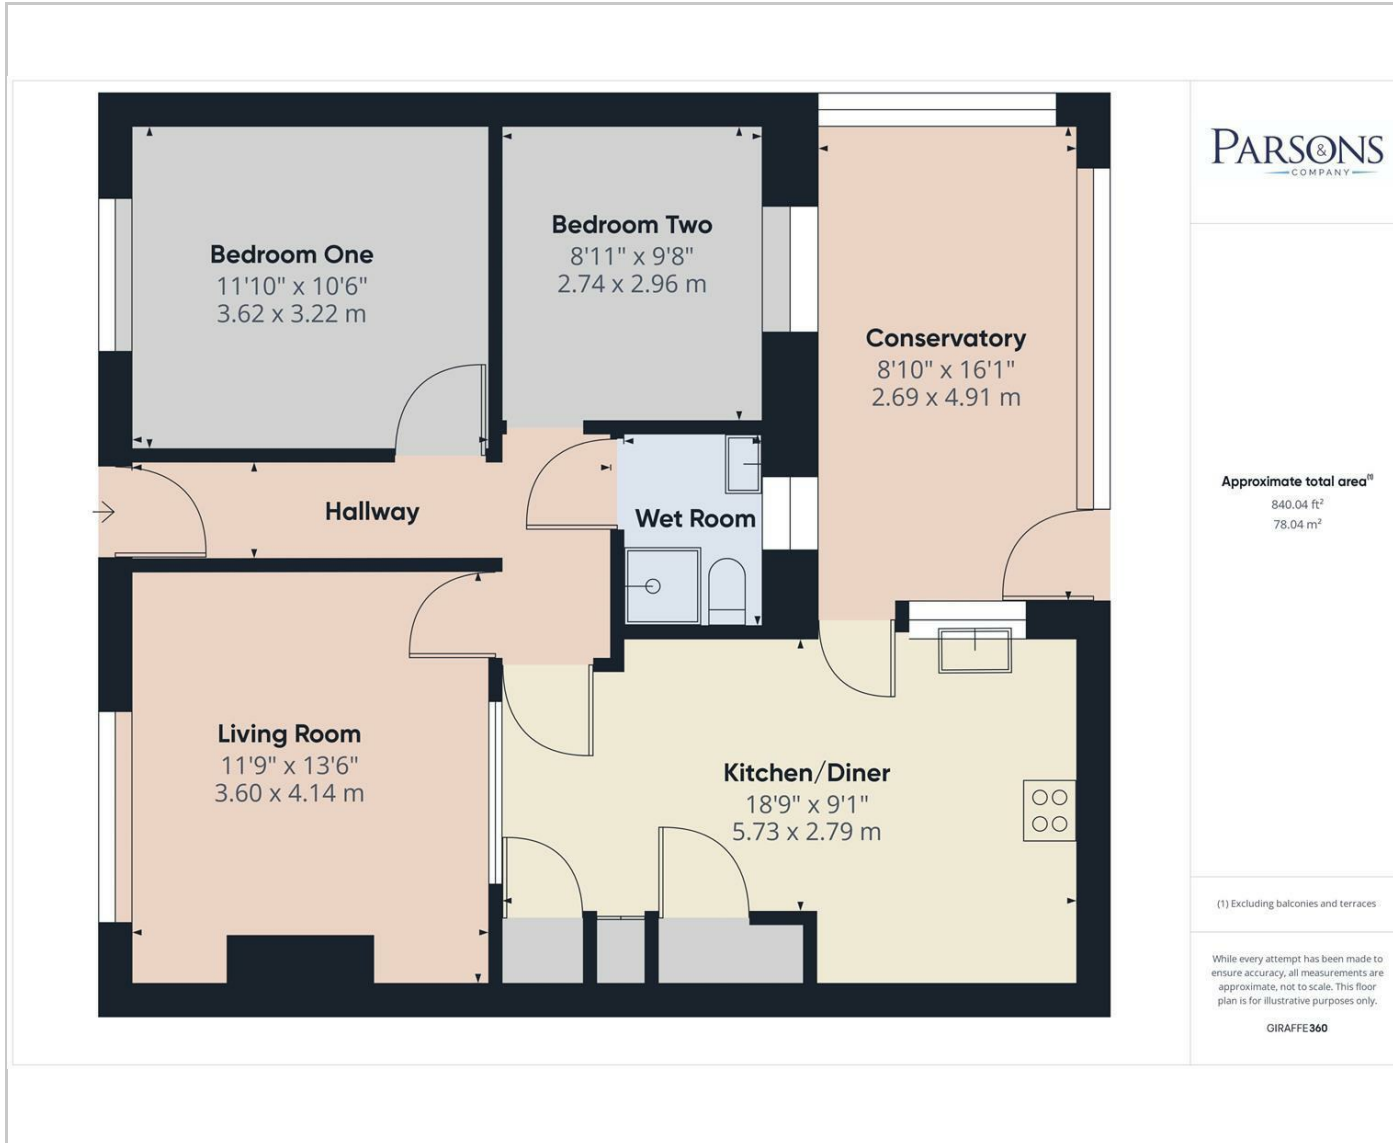 Bedroom One
11'10" x 10'6"
3.62 x 3.22 m
Bedroom Two
8'11" x 9'8"
2.74 x 2.96 m
Conservatory
8'10" x 16'1"
2.69 x 4.91 m
Hallway
Wet Room
Living Room
11'9" x 13'6"
3.60 x 4.14 m
Kitchen/Diner
18'9" x 9'1"
5.73 x 2.79 m
PARSONS &
COMPANY
Approximate total area(1)
840.04 ft²
78.04 m²
(1) Excluding balconies and terraces
While every attempt has been made to
ensure accuracy, all measurements are
approximate, not to scale. This floor
plan is for illustrative purposes only.
GIRAFFE360